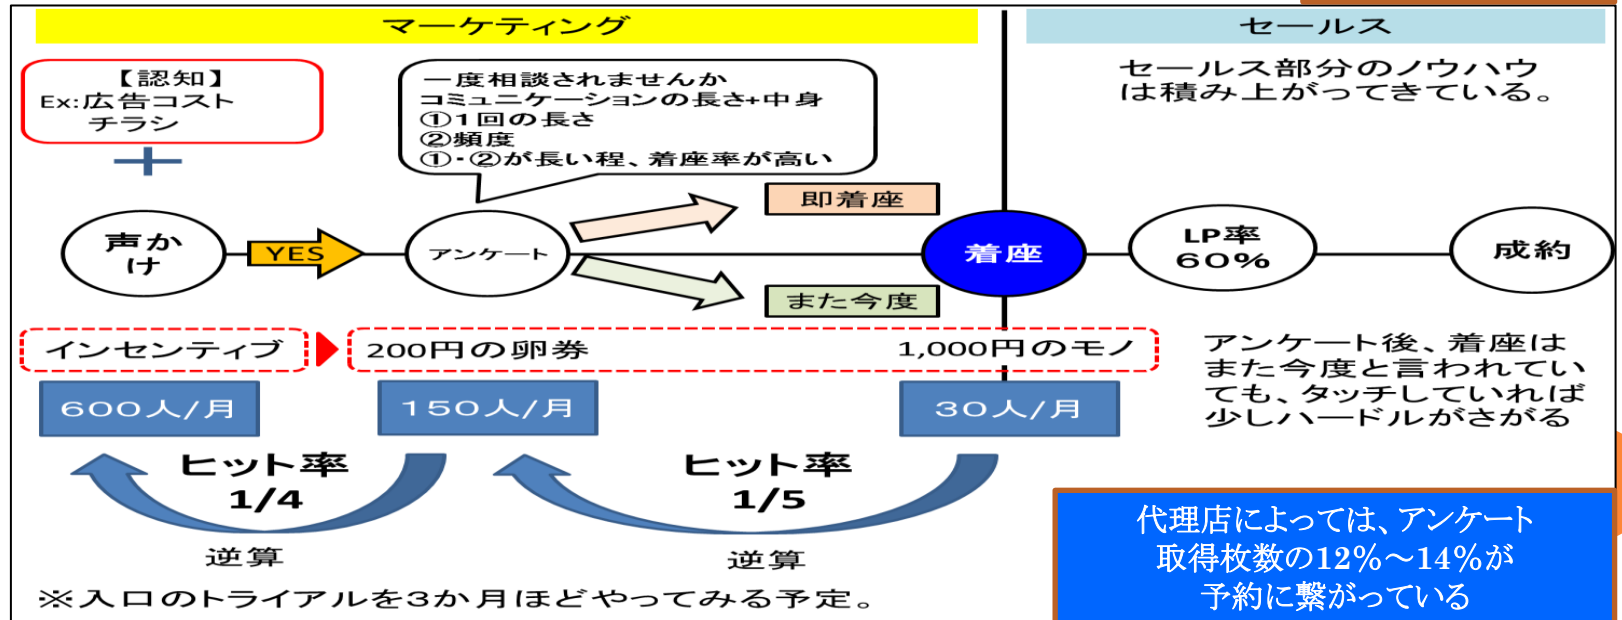 マーケティング
セールス
【認知】
Ex:広告コスト
チラシ
一度相談されませんか
コミュニケーションの長さ+中身
①1回の長さ
②頻度
①・②が長い程、着座率が高い
セールス部分のノウハウ
は積み上がってきている。
声か
け
YES
アンケート
即着座
また今度
着座
LP率
60%
成約
インセンティブ
200円の卵券
1,000円のモノ
600人/月
150人/月
30人/月
アンケート後、着座は
また今度と言われてい
ても、タッチしていれば
少しハードルがさがる
ヒット率
1/4
逆算
ヒット率
1/5
逆算
※入口のトライアルを3か月ほどやってみる予定。
代理店によっては、アンケート
取得枚数の12%～14%が
予約に繋がっている